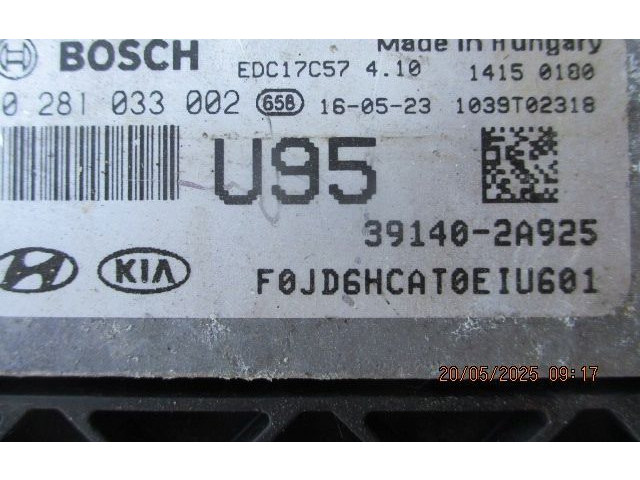 BOSCH
Made in Hungary
EDC17C57 4.10 1415 0180
0 281 033 002 658 16-05-23 1039T02318
U95
39140-2A925
KIA
F0JD6HCAT0EIU601
20/05/2025 09:17